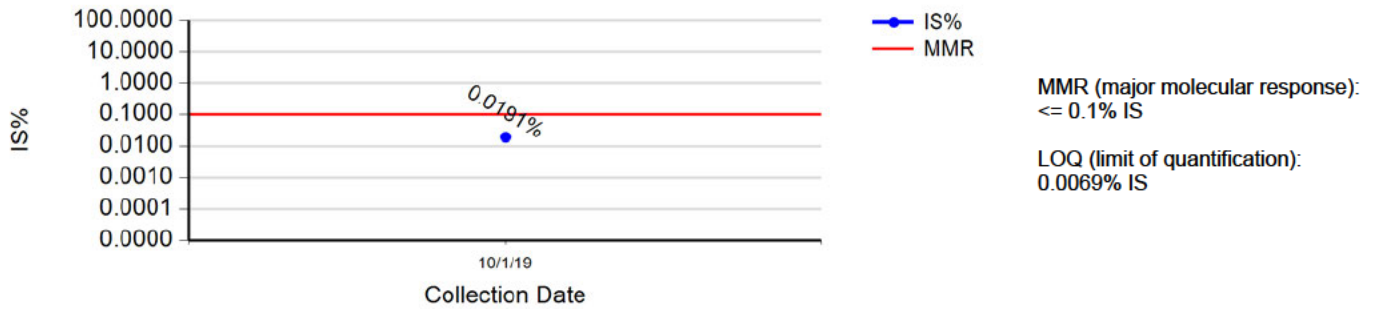 100.0000
10.0000
1.0000
0.1000
0.0100
0.0010
0.0001
0.0000
IS%
0.0191%
10/1/19
Collection Date
IS%
MMR
MMR (major molecular response):
<= 0.1% IS
LOQ (limit of quantification):
0.0069% IS